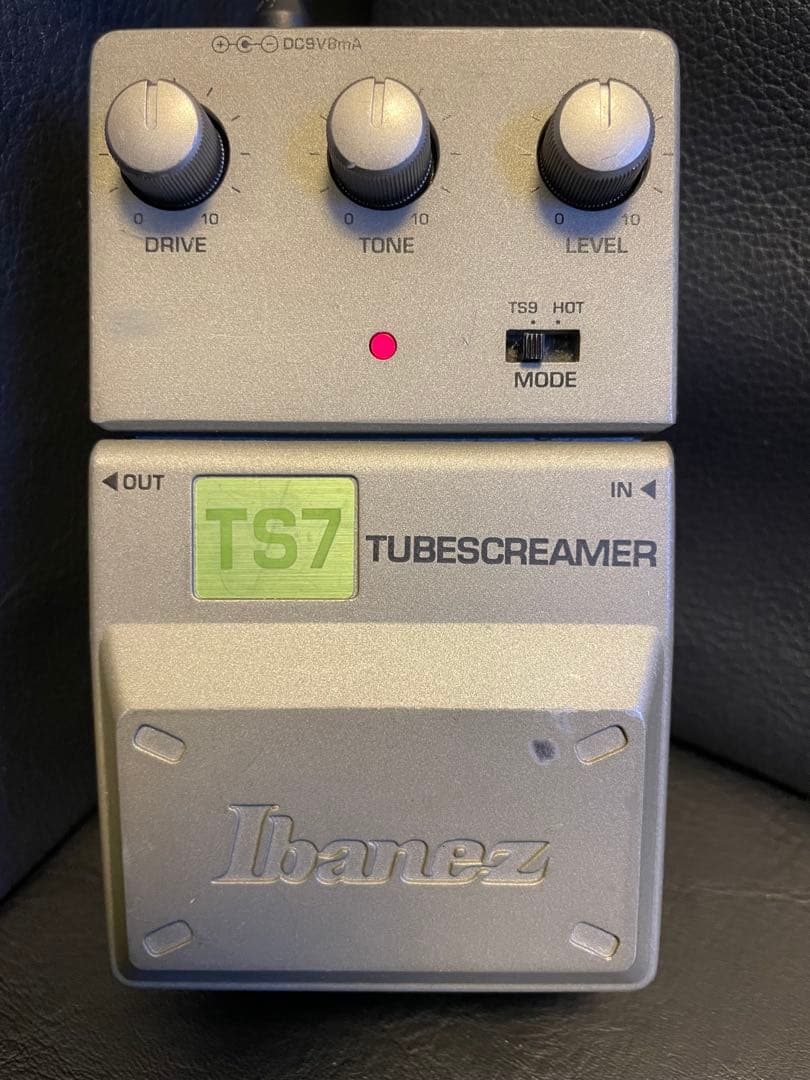 DC9V8mA
0 10 0 10 0 10
DRIVE TONE LEVEL
TS9 HOT
MODE
OUT IN
TS7 TUBESCREAMER
Ibanez